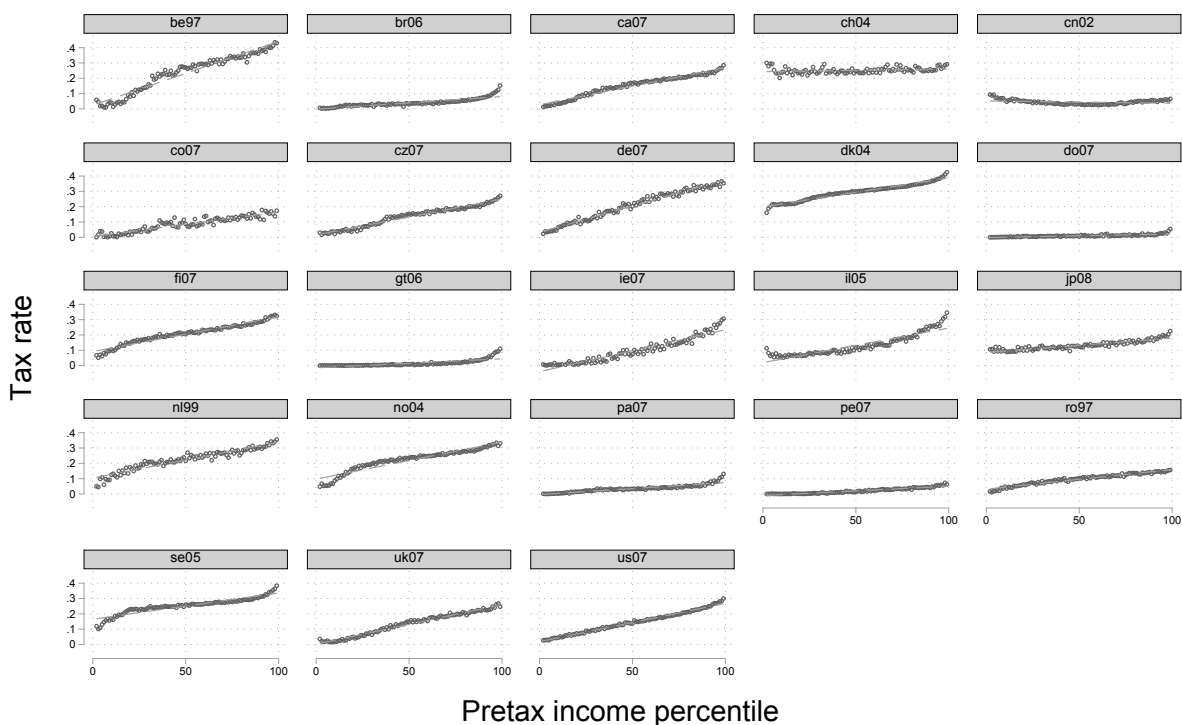 be97 br06 ca07 ch04 cn02
.4
.3
.2
.1
0
co07 cz07 de07 dk04 do07
.4
.3
.2
.1
0
fi07 gt06 ie07 il05 jp08
.4
.3
.2
.1
0
nl99 no04 pa07 pe07 ro97
.4
.3
.2
.1
0
0 50 100 0 50 100
se05 uk07 us07
.4
.3
.2
.1
0
0 50 100 0 50 100 0 50 100
Tax rate
Pretax income percentile